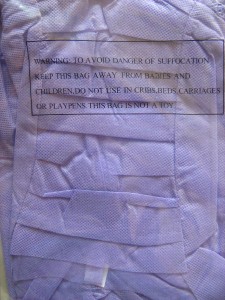 WARNING: TO AVOID DANGER OF SUFFOCATION
KEEP THIS BAG AWAY FROM BABIES AND
CHILDREN.DO NOT USE IN CRIBS,BEDS,CARRIAGES
OR PLAYPENS.THIS BAG IS NOT A TOY